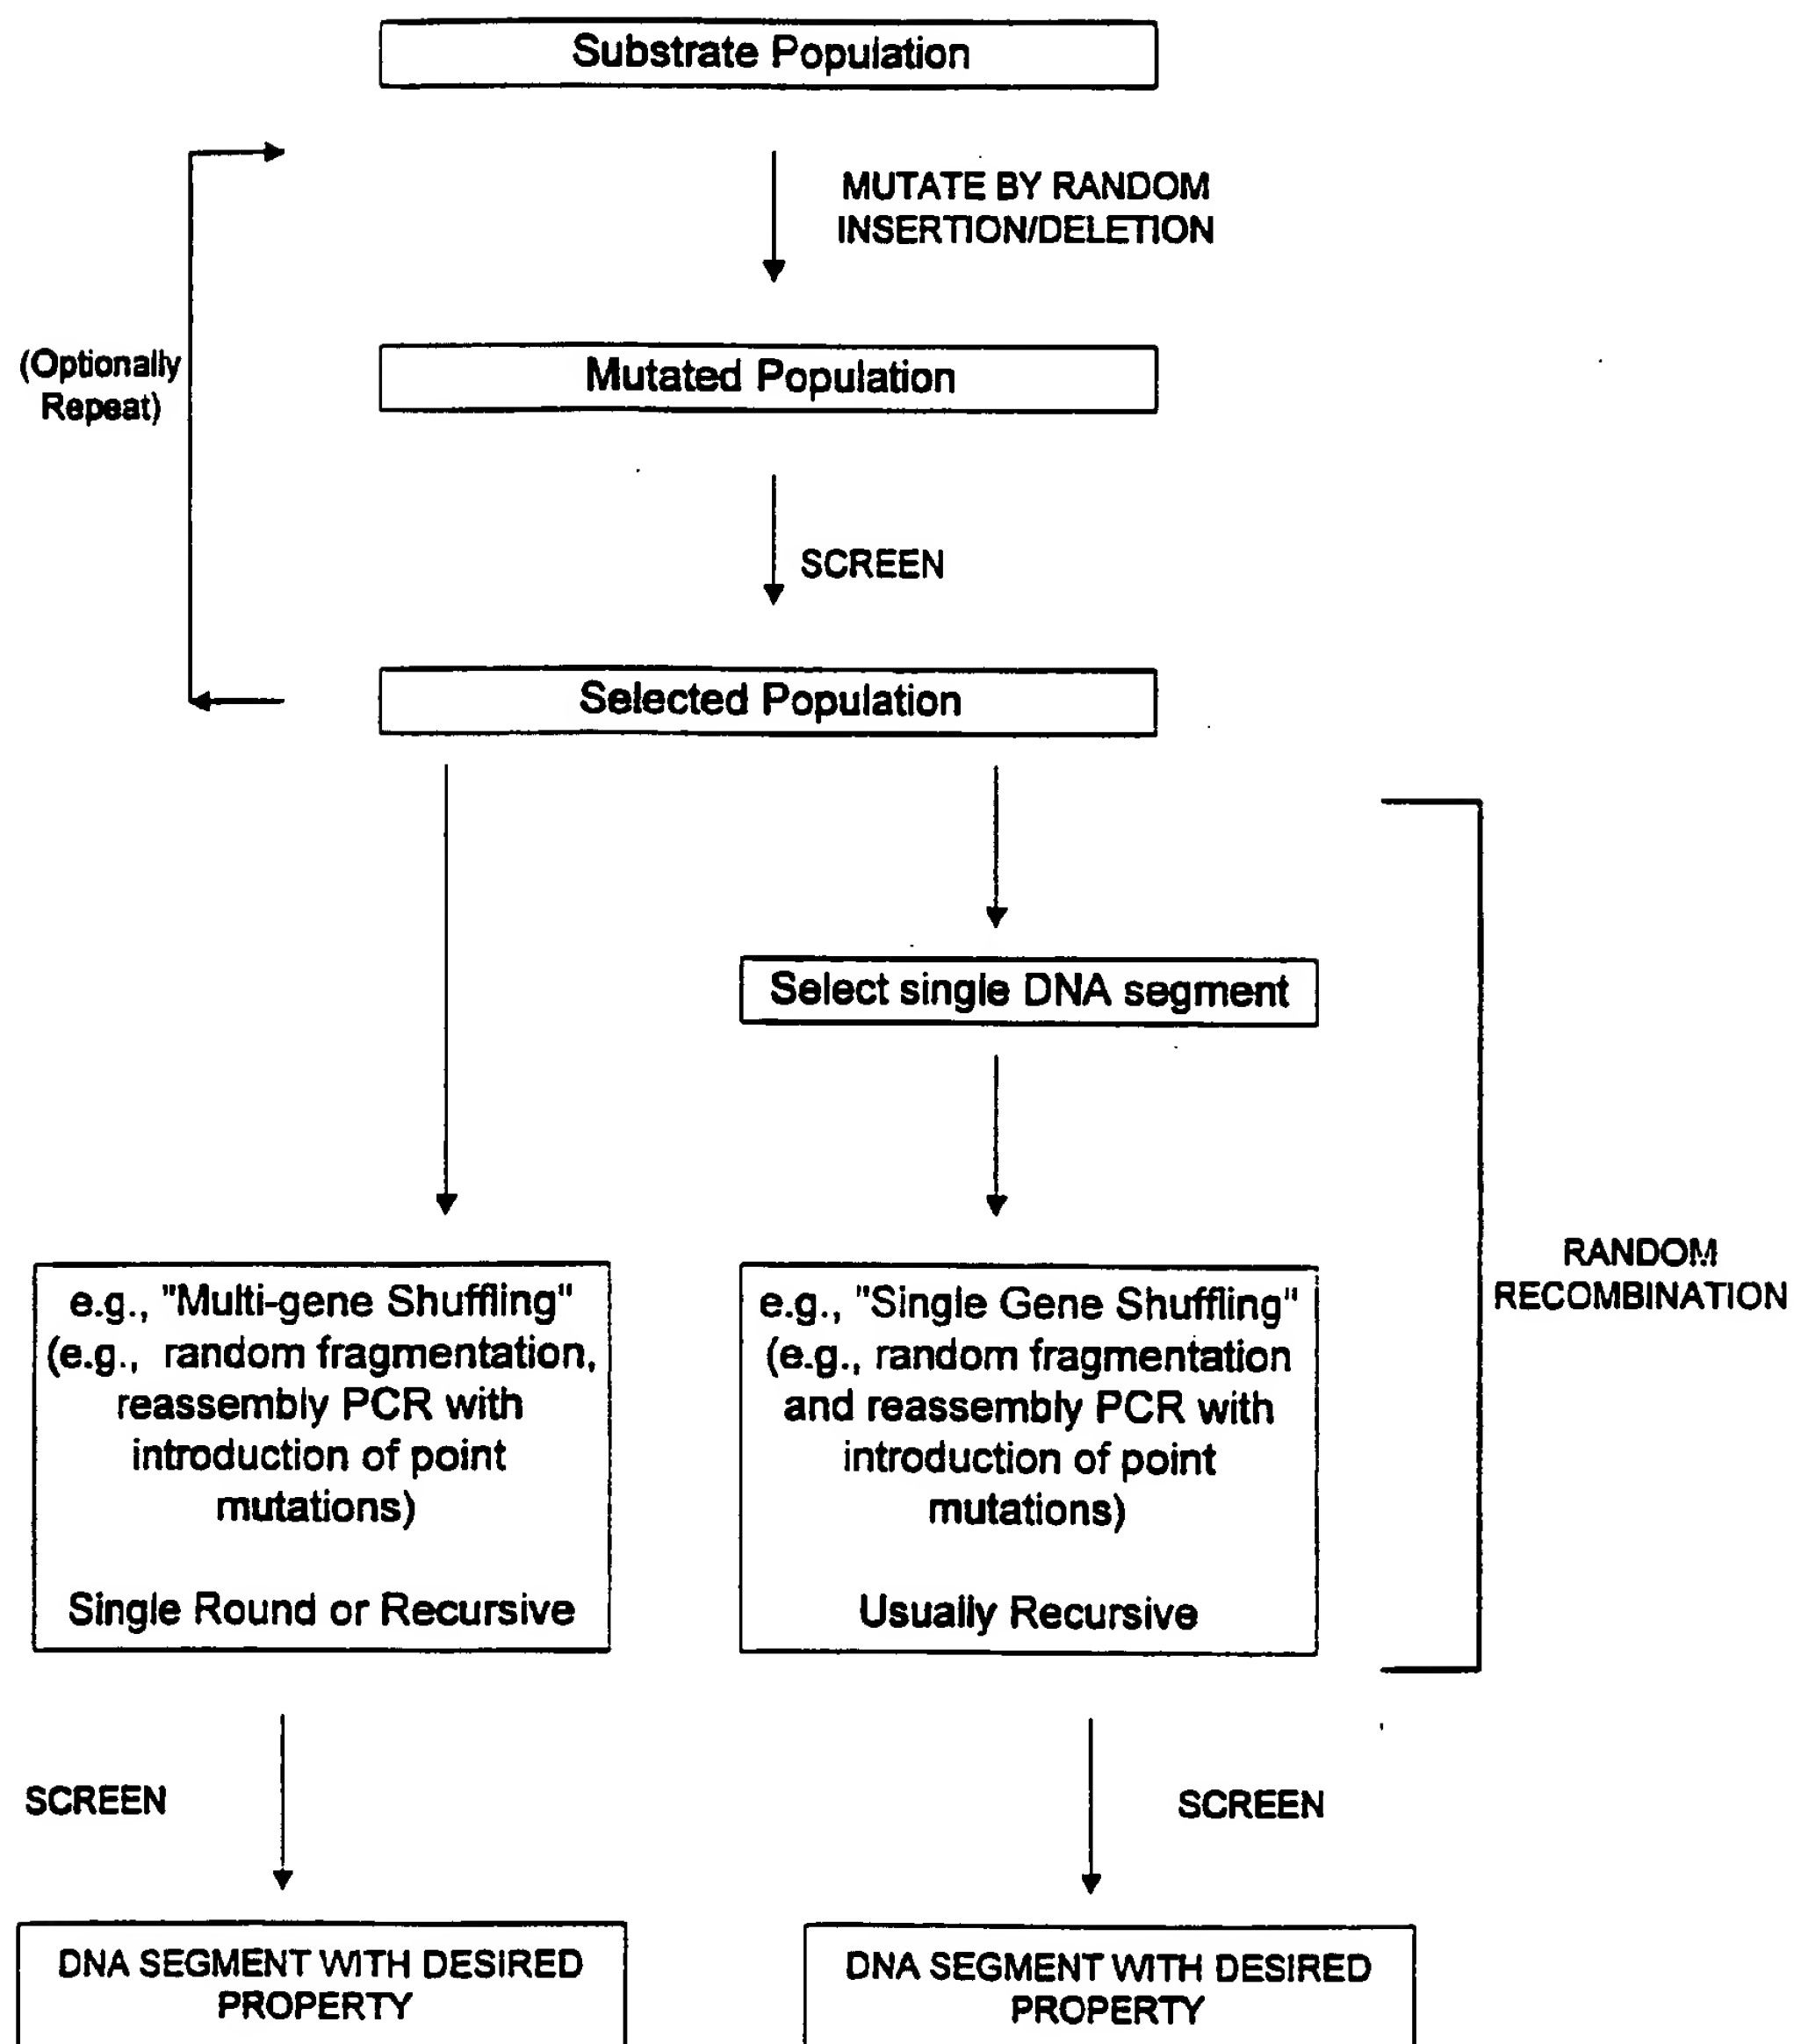 Substrate Population
MUTATE BY RANDOM
INSERTION/DELETION
(Optionally
Repeat)
Mutated Population
SCREEN
Selected Population
Select single DNA segment
e.g., "Multi-gene Shuffling"
(e.g., random fragmentation,
reassembly PCR with
introduction of point
mutations)
Single Round or Recursive
e.g., "Single Gene Shuffling"
(e.g., random fragmentation
and reassembly PCR with
introduction of point
mutations)
Usually Recursive
RANDOM
RECOMBINATION
SCREEN
SCREEN
DNA SEGMENT WITH DESIRED
PROPERTY
DNA SEGMENT WITH DESIRED
PROPERTY